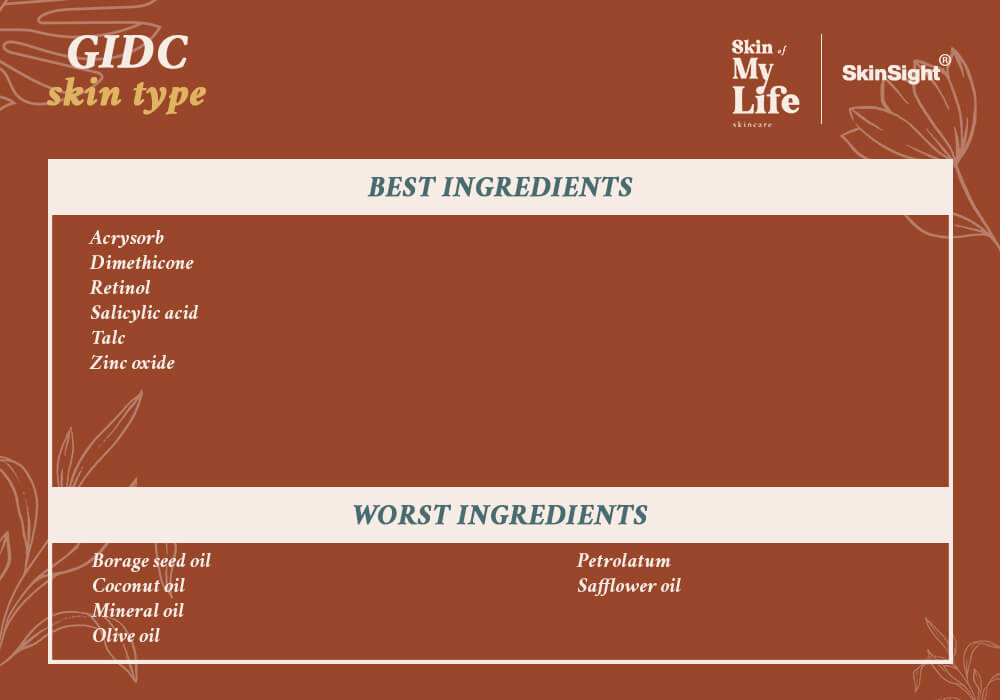 GIDC
skin type
Skin of
My
Life
skincare
SkinSight®
BEST INGREDIENTS
Acrysorb
Dimethicone
Retinol
Salicylic acid
Talc
Zinc oxide
WORST INGREDIENTS
Borage seed oil
Coconut oil
Mineral oil
Olive oil
Petrolatum
Safflower oil